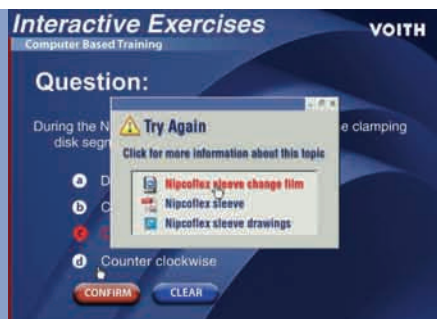 Interactive Exercises
VOITH
Computer Based Training
Question:
During the N
e clamping
disk segn
Try Again
Click for more information about this topic
Nipcoflex sleeve change film
Nipcoflex sleeve
Nipcoflex sleeve drawings
a D
b C
d Counter clockwise
CONFIRM CLEAR